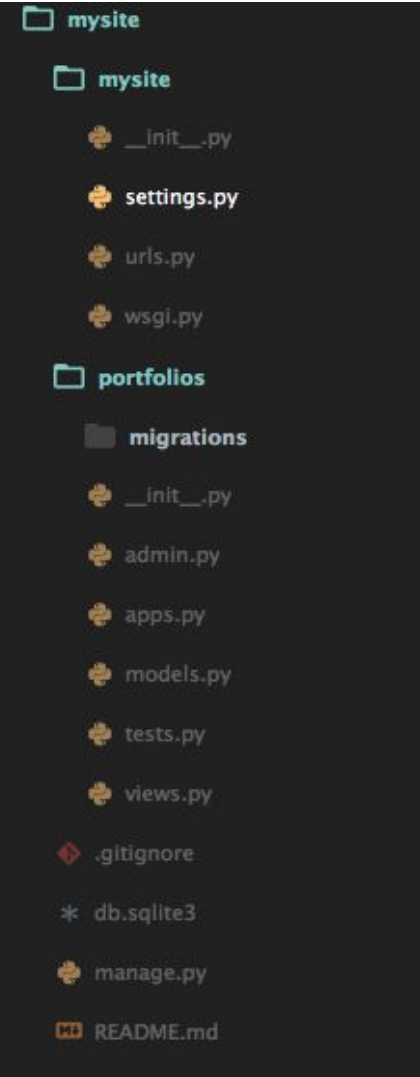 mysite
mysite
__init__.py
settings.py
urls.py
wsgi.py
portfolios
migrations
__init__.py
admin.py
apps.py
models.py
tests.py
views.py
.gitignore
db.sqlite3
manage.py
README.md